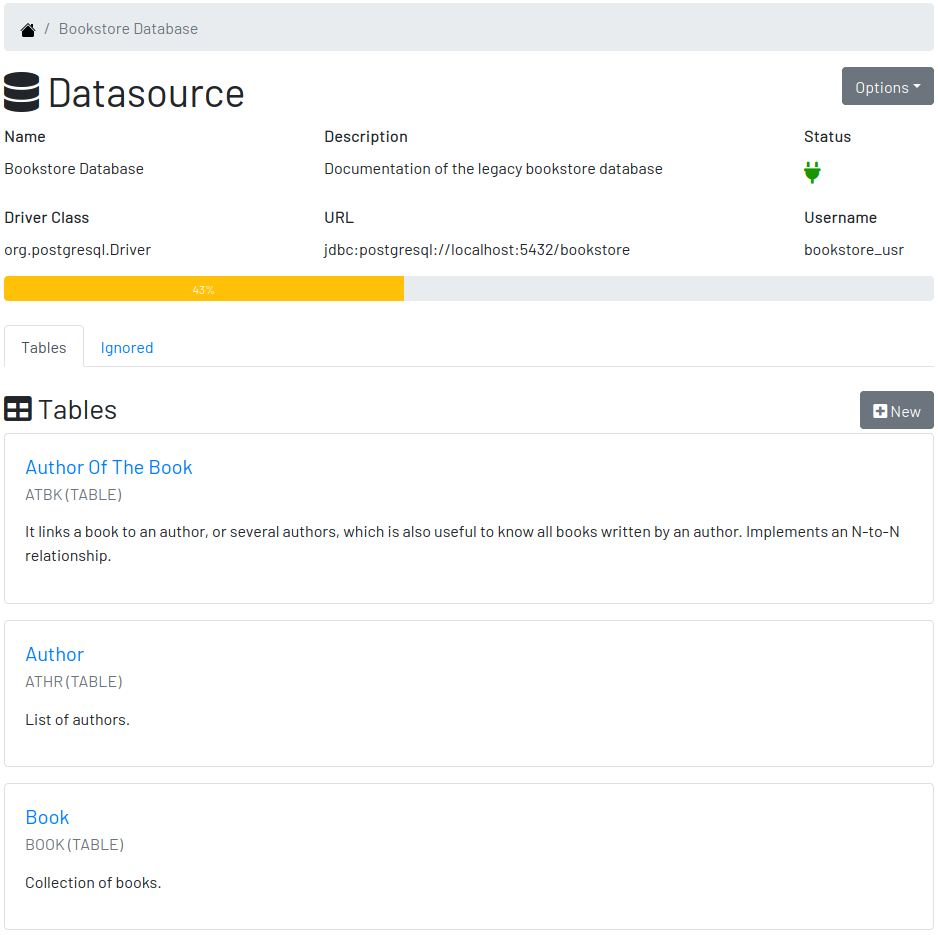 / Bookstore Database
Datasource
Options
Name Description Status
Bookstore Database Documentation of the legacy bookstore database
Driver Class URL Username
org.postgresql.Driver jdbc:postgresql://localhost:5432/bookstore bookstore_usr
43%
Tables Ignored
Tables
New
Author Of The Book
ATBK (TABLE)
It links a book to an author, or several authors, which is also useful to know all books written by an author. Implements an N-to-N
relationship.
Author
ATHR (TABLE)
List of authors.
Book
BOOK (TABLE)
Collection of books.